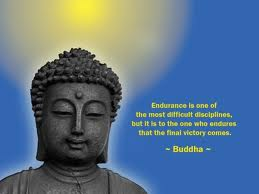 Endurance is one of
the most difficult disciplines,
but it is to the one who endures
that the final victory comes.
~ Buddha ~